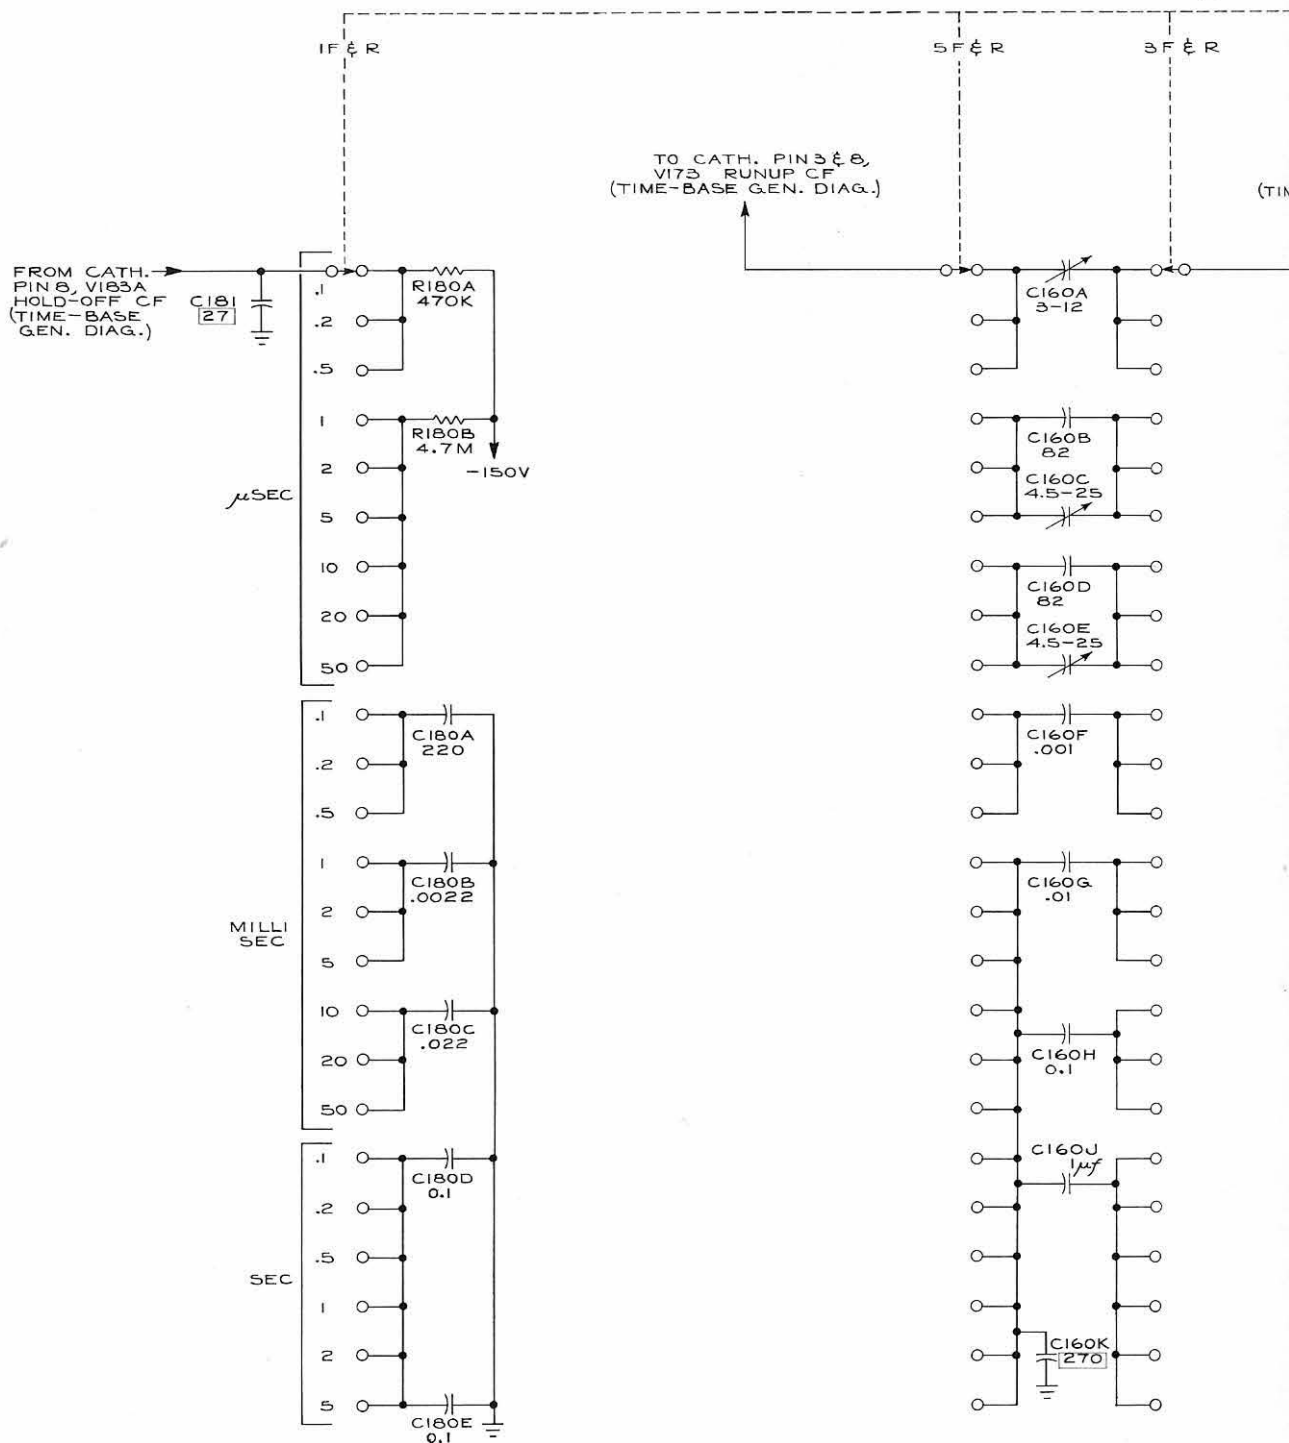 1F & R
5F & R
3F & R
TO CATH. PIN 3 & 8,
V173 RUNUP CF
(TIME-BASE GEN. DIAG.)
(TIM
FROM CATH.
PIN 8, V183A
HOLD-OFF CF
(TIME-BASE
GEN. DIAG.)
C181
27
µSEC
.1
.2
.5
1
2
5
10
20
50
R180A
470K
R180B
4.7M
-150V
MILLI
SEC
.1
.2
.5
1
2
5
10
20
50
C180A
220
C180B
.0022
C180C
.022
SEC
.1
.2
.5
1
2
5
C180D
0.1
C180E
0.1
C160A
3-12
C160B
82
C160C
4.5-25
C160D
82
C160E
4.5-25
C160F
.001
C160G
.01
C160H
0.1
C160J
1µf
C160K
270